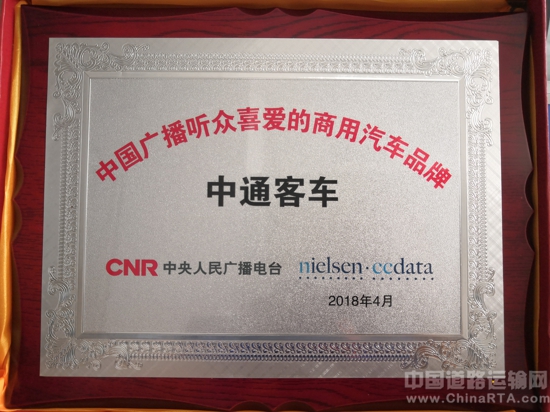 中国广播听众喜爱的商用汽车品牌
中通客车
CNR 中央人民广播电台 nielsen·ccdata
2018年4月
中国道路运输网
www.ChinaRTA.com